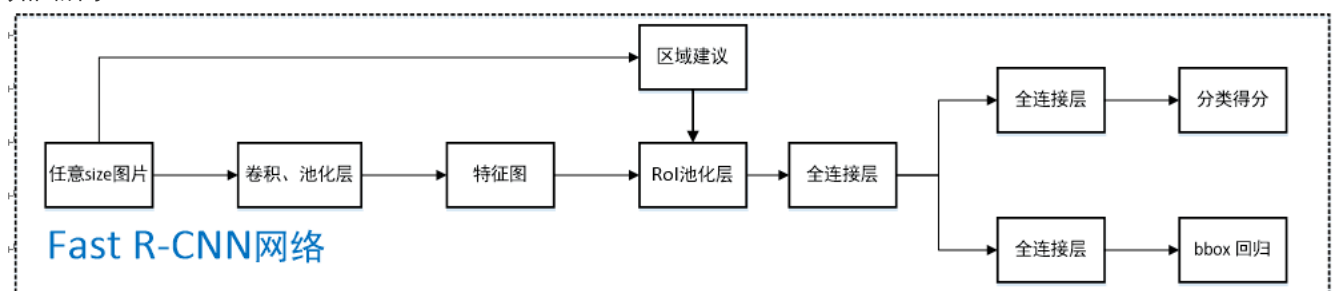 区域建议
全连接层
分类得分
任意size图片
卷积、池化层
特征图
RoI池化层
全连接层
Fast R-CNN网络
全连接层
bbox 回归